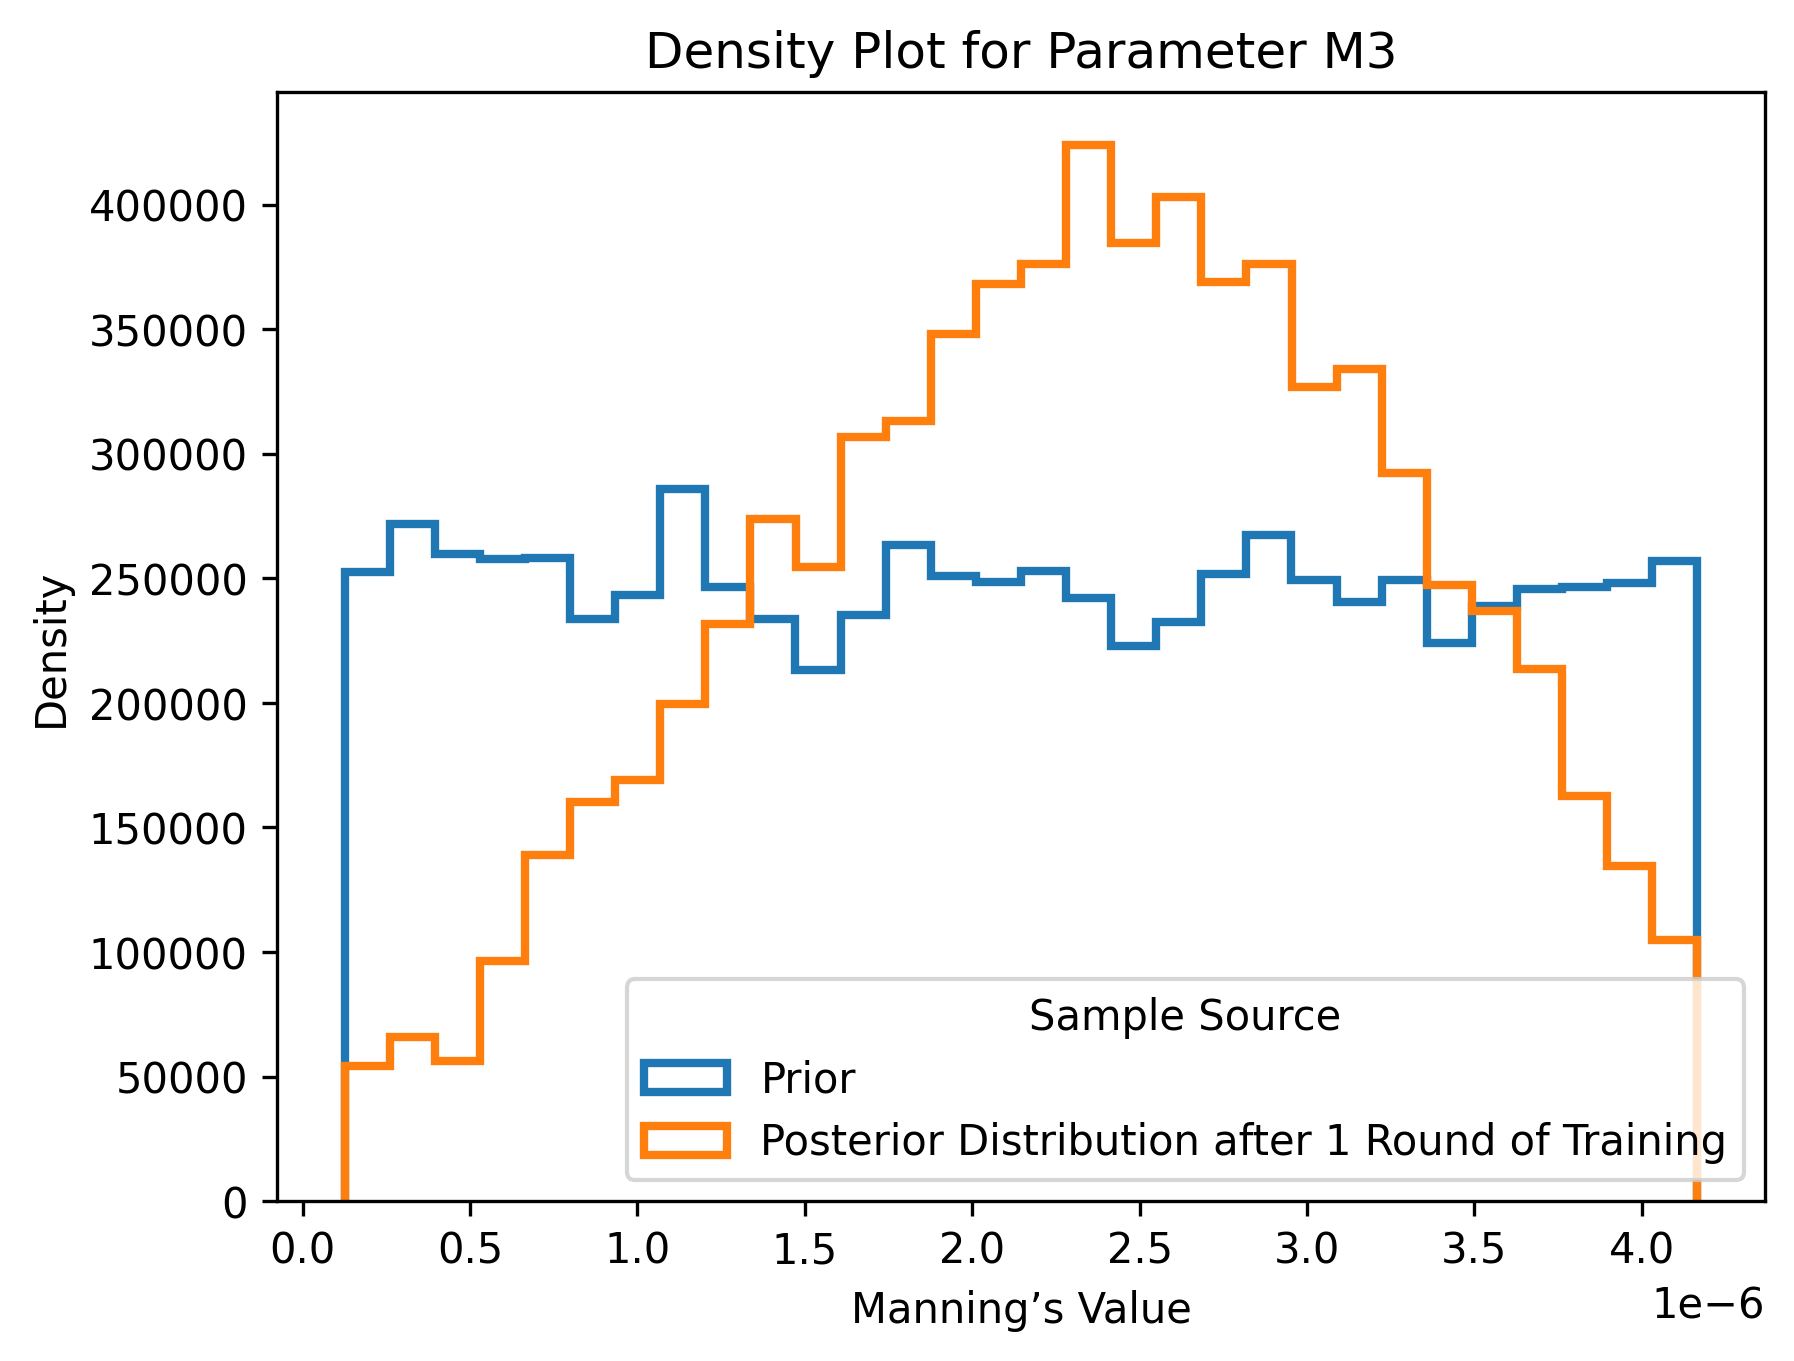 Density Plot for Parameter M3
Density
400000
350000
300000
250000
200000
150000
100000
50000
0
Sample Source
Prior
Posterior Distribution after 1 Round of Training
0.0 0.5 1.0 1.5 2.0 2.5 3.0 3.5 4.0
1e−6
Manning’s Value